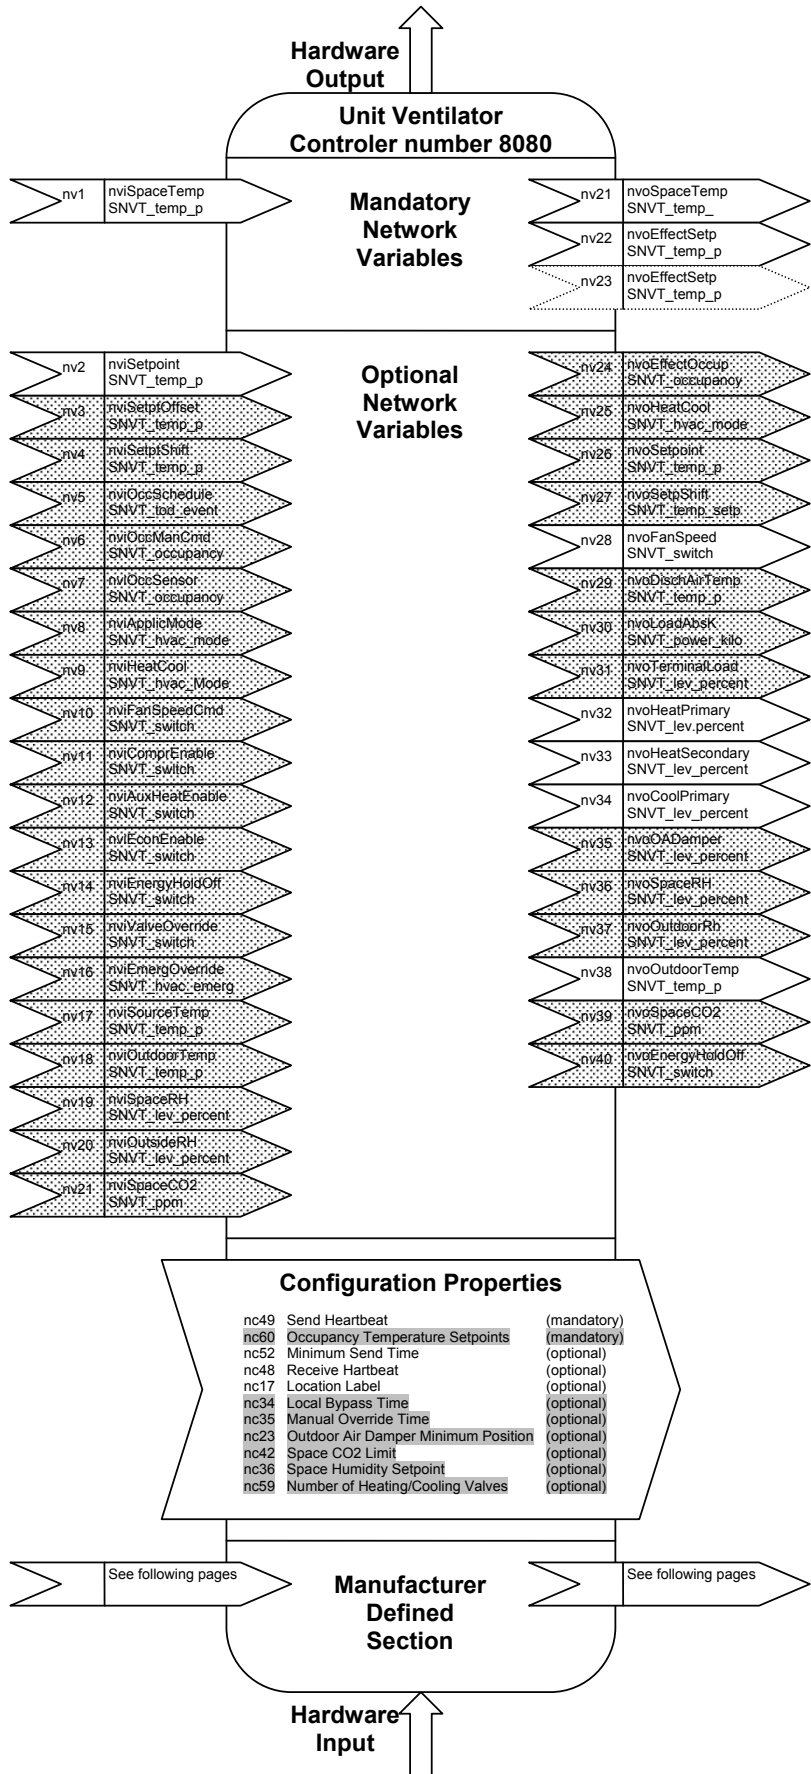 Hardware
Output
Unit Ventilator
Controler number 8080
Mandatory
Network
Variables
nv1 nviSpaceTemp
SNVT_temp_p
nv21 nvoSpaceTemp
SNVT_temp_
nv22 nvoEffectSetp
SNVT_temp_p
nv23 nvoEffectSetp
SNVT_temp_p
Optional
Network
Variables
nv2 nviSetpoint
SNVT_temp_p
nv3 nviSetptOffset
SNVT_temp_p
nv4 nviSetptShift
SNVT_temp_p
nv5 nviOccSchedule
SNVT_tod_event
nv6 nviOccManCmd
SNVT_occupancy
nv7 nviOccSensor
SNVT_occupancy
nv8 nviApplicMode
SNVT_hvac_mode
nv9 nviHeatCool
SNVT_hvac_Mode
nv10 nviFanSpeedCmd
SNVT_switch
nv11 nviComprEnable
SNVT_switch
nv12 nviAuxHeatEnable
SNVT_switch
nv13 nviEconEnable
SNVT_switch
nv14 nviEnergyHoldOff
SNVT_switch
nv15 nviValveOverride
SNVT_switch
nv16 nviEmergOverride
SNVT_hvac_emerg
nv17 nviSourceTemp
SNVT_temp_p
nv18 nviOutdoorTemp
SNVT_temp_p
nv19 nviSpaceRH
SNVT_lev_percent
nv20 nviOutsideRH
SNVT_lev_percent
nv21 nviSpaceCO2
SNVT_ppm
nv24 nvoEffectOccup
SNVT_occupancy
nv25 nvoHeatCool
SNVT_hvac_mode
nv26 nvoSetpoint
SNVT_temp_p
nv27 nvoSetpShift
SNVT_temp_setp
nv28 nvoFanSpeed
SNVT_switch
nv29 nvoDischAirTemp
SNVT_temp_p
nv30 nvoLoadAbsK
SNVT_power_kilo
nv31 nvoTerminalLoad
SNVT_lev_percent
nv32 nvoHeatPrimary
SNVT_lev.percent
nv33 nvoHeatSecondary
SNVT_lev_percent
nv34 nvoCoolPrimary
SNVT_lev_percent
nv35 nvoOADamper
SNVT_lev_percent
nv36 nvoSpaceRH
SNVT_lev_percent
nv37 nvoOutdoorRh
SNVT_lev_percent
nv38 nvoOutdoorTemp
SNVT_temp_p
nv39 nvoSpaceCO2
SNVT_ppm
nv40 nvoEnergyHoldOff
SNVT_switch
Configuration Properties
nc49 Send Heartbeat (mandatory)
nc60 Occupancy Temperature Setpoints (mandatory)
nc52 Minimum Send Time (optional)
nc48 Receive Hartbeat (optional)
nc17 Location Label (optional)
nc34 Local Bypass Time (optional)
nc35 Manual Override Time (optional)
nc23 Outdoor Air Damper Minimum Position (optional)
nc42 Space CO2 Limit (optional)
nc36 Space Humidity Setpoint (optional)
nc59 Number of Heating/Cooling Valves (optional)
See following pages
Manufacturer
Defined
Section
See following pages
Hardware
Input